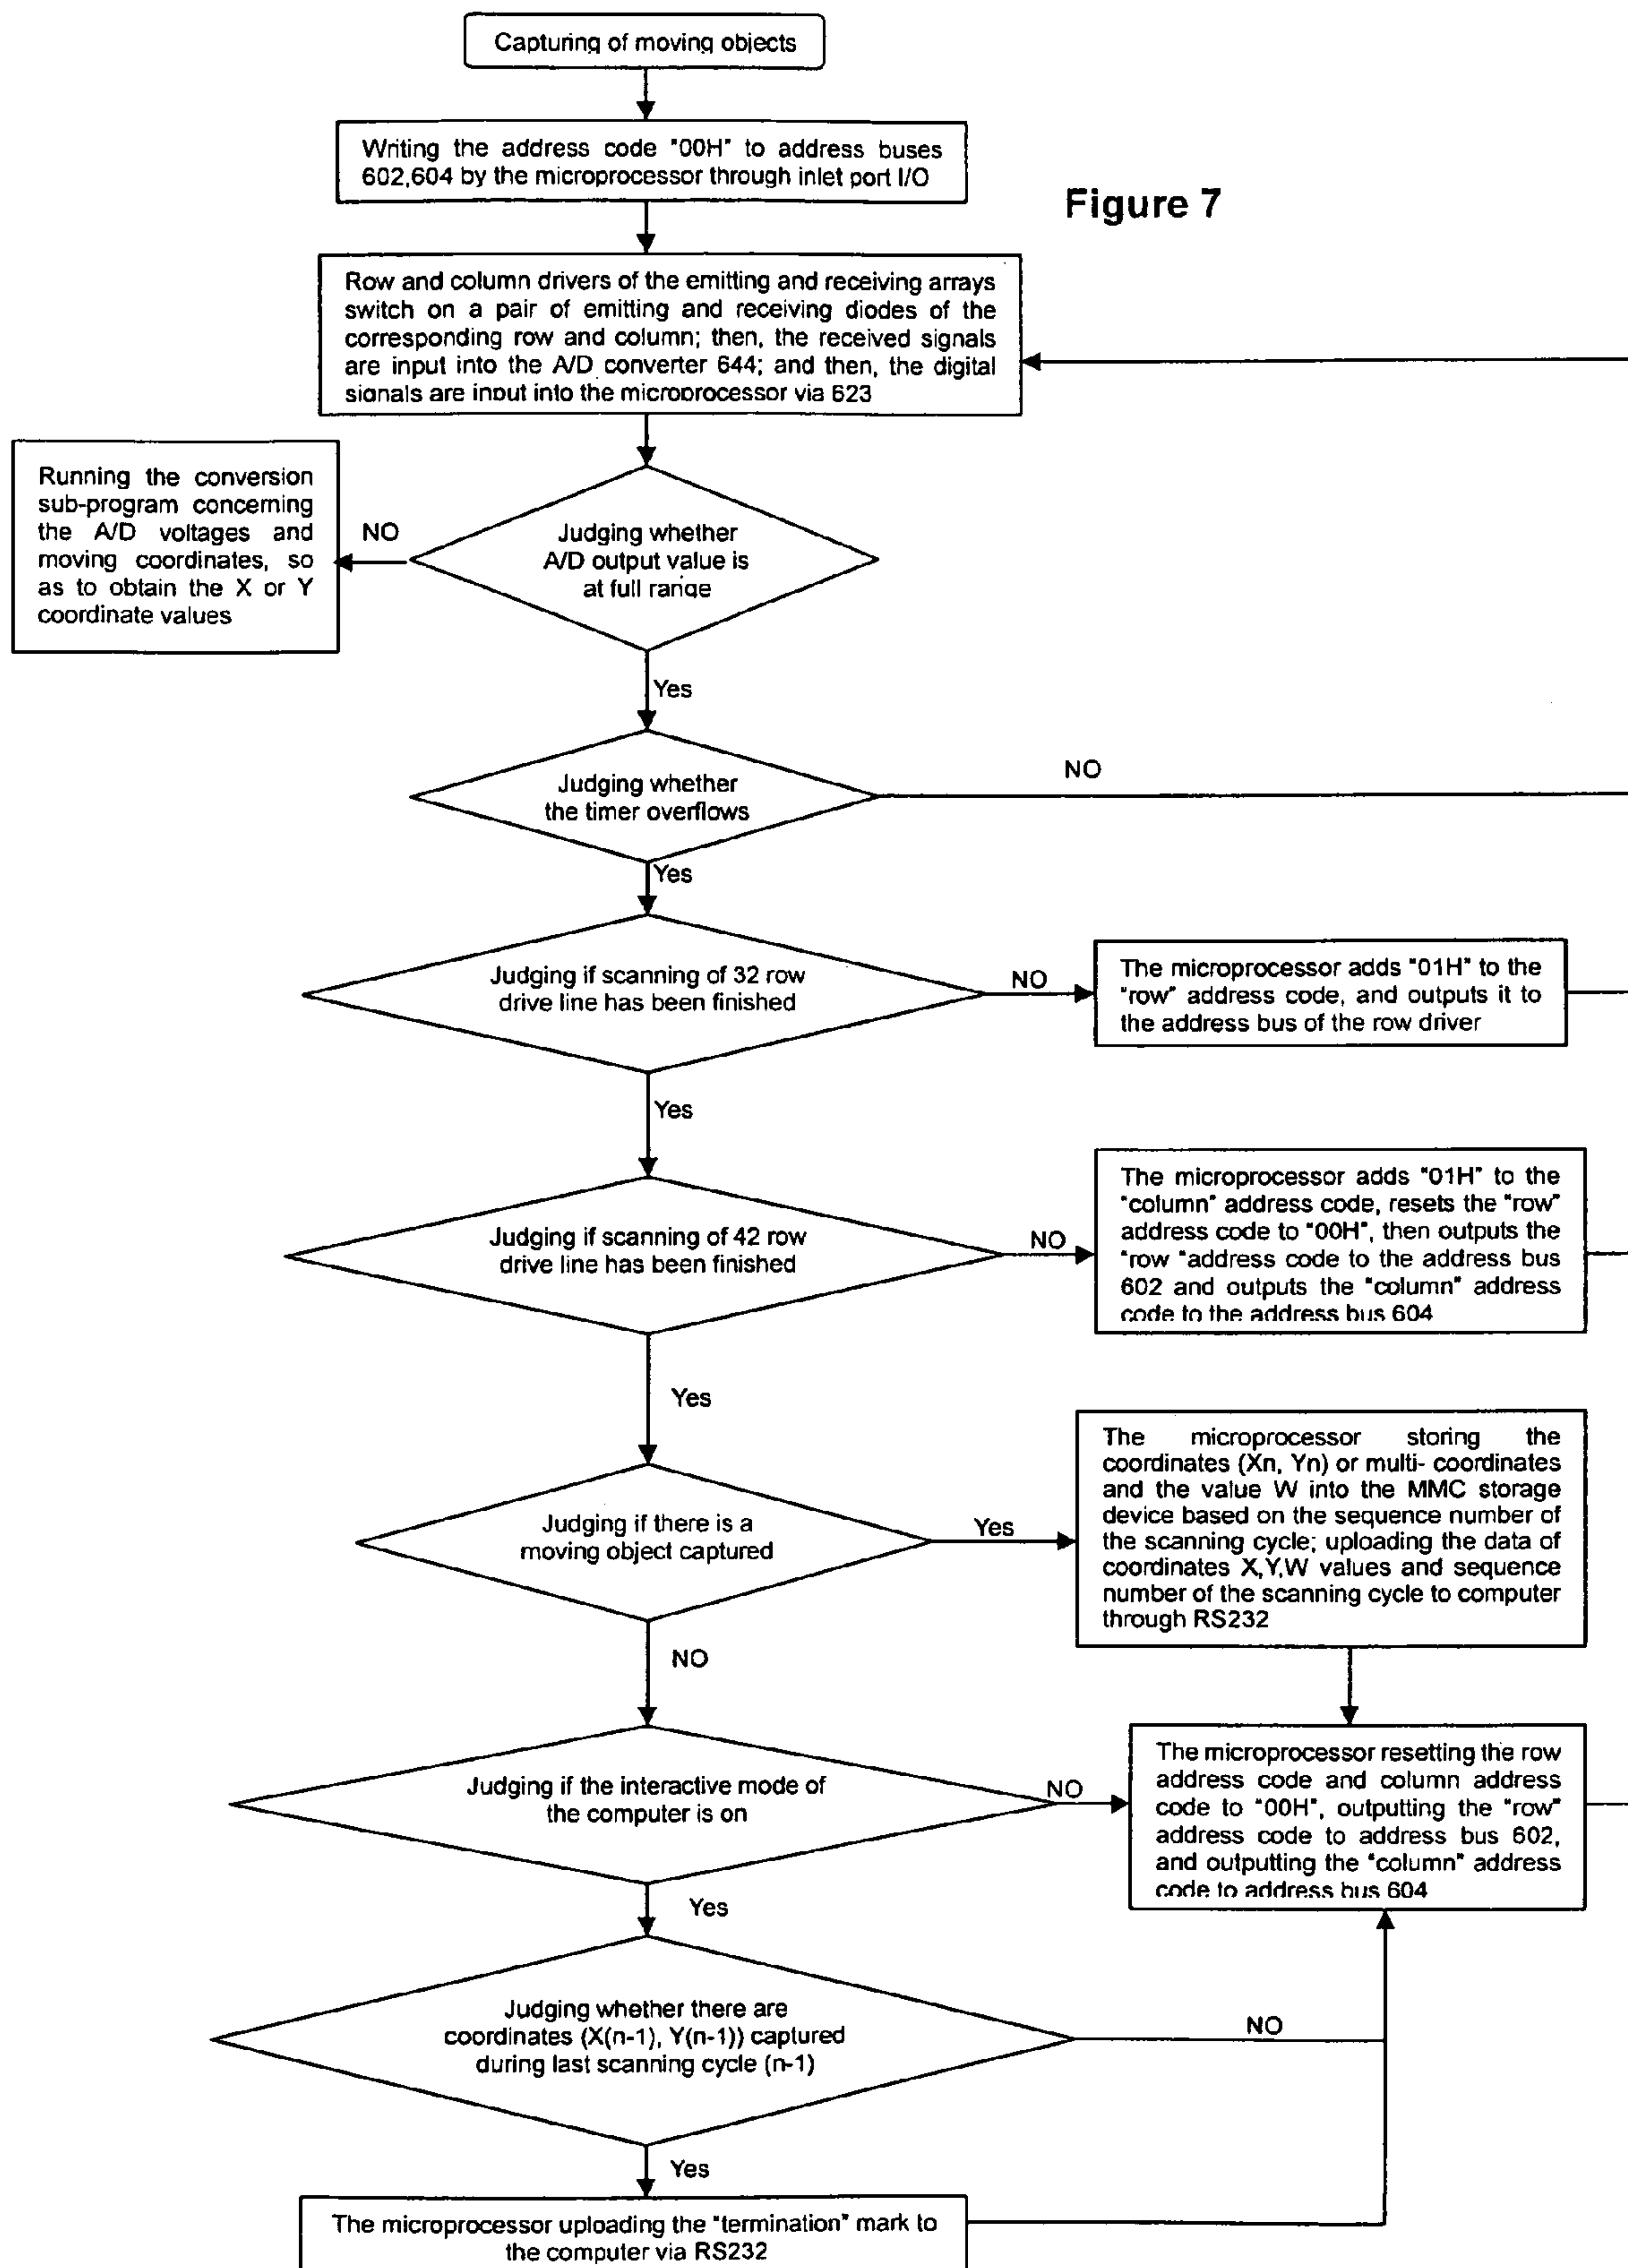 Capturing of moving objects
Writing the address code "00H" to address buses
602,604 by the microprocessor through inlet port I/O
Figure 7
Row and column drivers of the emitting and receiving arrays
switch on a pair of emitting and receiving diodes of the
corresponding row and column; then, the received signals
are input into the A/D converter 644; and then, the digital
signals are input into the microprocessor via 623
Running the conversion
sub-program concerning
the A/D voltages and
moving coordinates, so
as to obtain the X or Y
coordinate values
NO
Judging whether
A/D output value is
at full range
Yes
Judging whether
the timer overflows
NO
Yes
Judging if scanning of 32 row
drive line has been finished
NO
The microprocessor adds "01H" to the
"row" address code, and outputs it to
the address bus of the row driver
Yes
Judging if scanning of 42 row
drive line has been finished
NO
The microprocessor adds "01H" to the
"column" address code, resets the "row"
address code to "00H", then outputs the
"row "address code to the address bus
602 and outputs the "column" address
code to the address bus 604
Yes
Judging if there is a
moving object captured
Yes
The microprocessor storing the
coordinates (Xn, Yn) or multi- coordinates
and the value W into the MMC storage
device based on the sequence number of
the scanning cycle; uploading the data of
coordinates X,Y,W values and sequence
number of the scanning cycle to computer
through RS232
NO
Judging if the interactive mode of
the computer is on
NO
The microprocessor resetting the row
address code and column address
code to "00H", outputting the "row"
address code to address bus 602,
and outputting the "column" address
code to address bus 604
Yes
Judging whether there are
coordinates (X(n-1), Y(n-1)) captured
during last scanning cycle (n-1)
NO
Yes
The microprocessor uploading the "termination" mark to
the computer via RS232